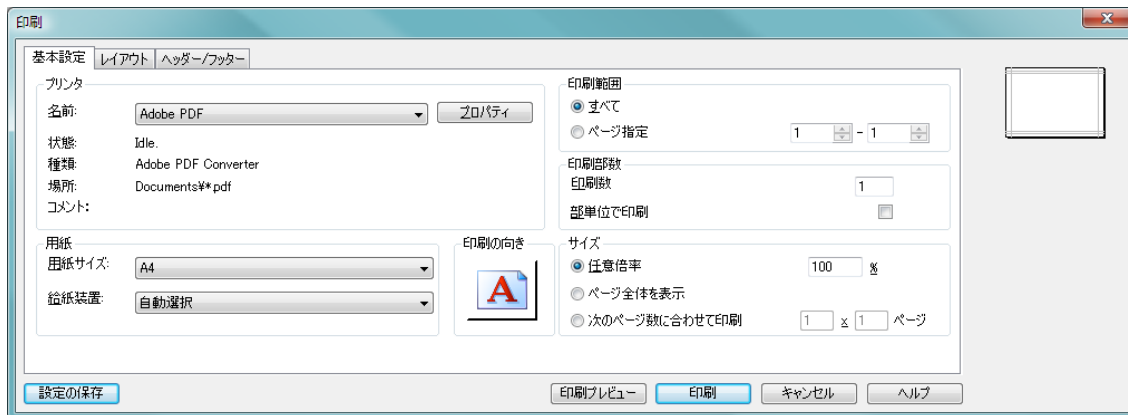 印刷
基本設定 レイアウト ヘッダー/フッター
プリンタ
名前: Adobe PDF プロパティ
状態: Idle.
種類: Adobe PDF Converter
場所: Documents¥*.pdf
コメント:
用紙
用紙サイズ: A4
給紙装置: 自動選択
印刷の向き
A
印刷範囲
すべて
ページ指定 1 - 1
印刷部数
印刷数 1
部単位で印刷
サイズ
任意倍率 100 %
ページ全体を表示
次のページ数に合わせて印刷 1 x 1 ページ
設定の保存 印刷プレビュー 印刷 キャンセル ヘルプ